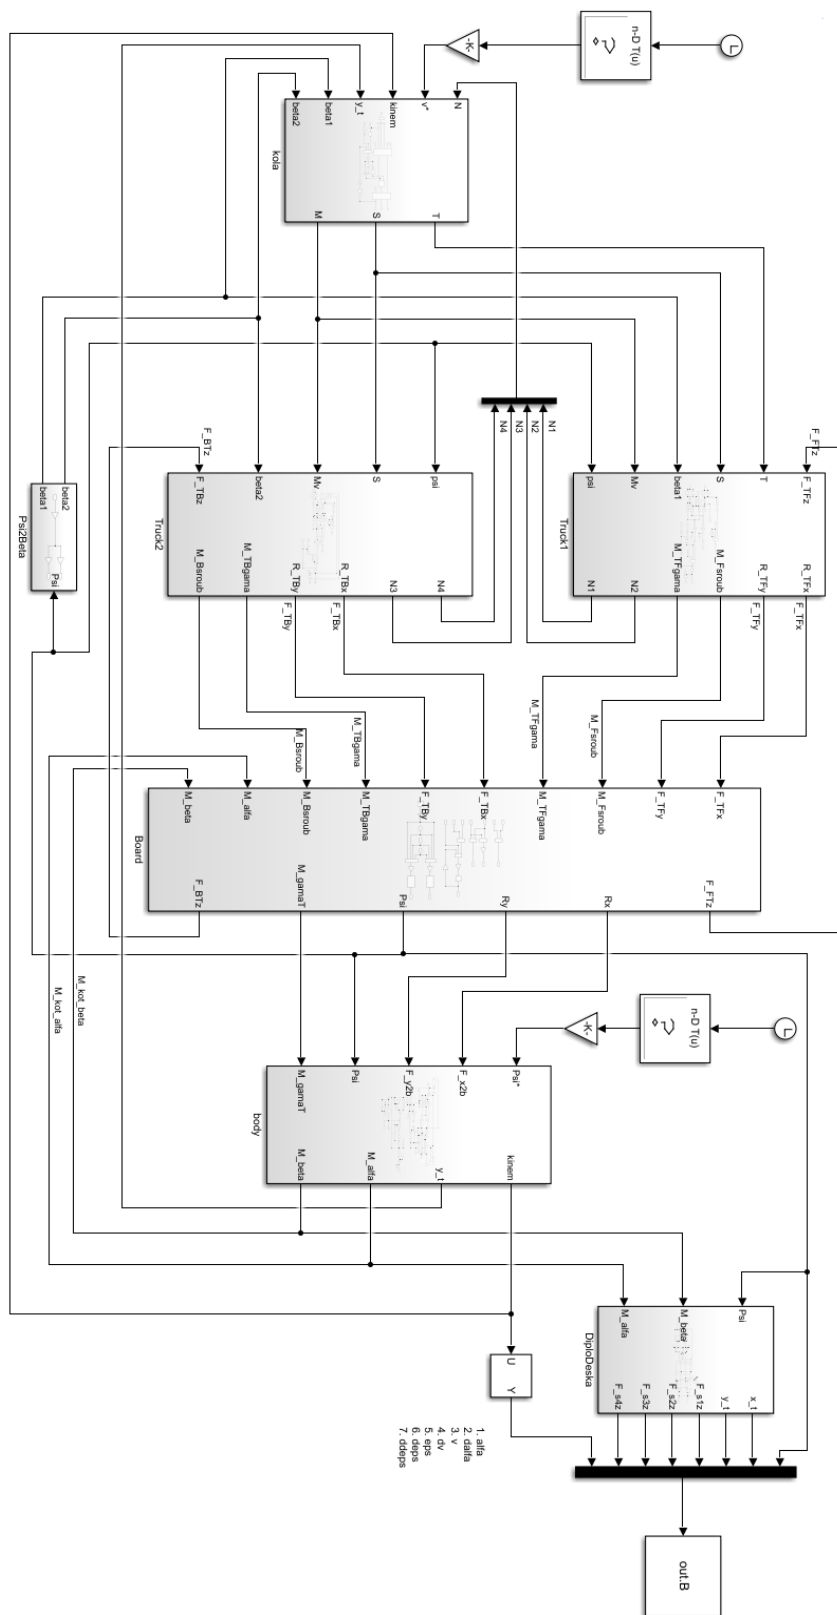 n-D T(u)
-K-
N
v*
kinem
y_t
beta1
beta2
T
S
M
kola
N1
N2
N3
N4
F_FTz
F_BTz
F_TFz
T
S
beta1
Mv
psi
R_TFx
R_TFy
M_Fsroub
M_TFgama
N2
N1
Truck1
psi
S
Mv
beta2
F_TBz
N4
N3
R_TBx
R_TBy
M_TBgama
M_Bsroub
Truck2
beta2
beta1
Psi
Psi2Beta
F_TFx
F_TFy
M_Fsroub
M_TFgama
F_TBx
F_TBy
M_TBgama
M_Bsroub
F_TFx
F_TFy
M_Fsroub
M_TFgama
F_TBx
F_TBy
M_TBgama
M_Bsroub
M_alfa
M_beta
F_FTz
Rx
Ry
Psi
M_gamaT
F_BTz
Board
M_kot_beta
M_kot_alfa
n-D T(u)
-K-
Psi*
F_x2b
F_y2b
Psi
M_gamaT
kinem
y_t
M_alfa
M_beta
body
Psi
M_beta
M_alfa
x_t
y_t
F_s1z
F_s2z
F_s3z
F_s4z
DiploDeska
U Y
1. alfa
2. dalfa
3. v
4. dv
5. eps
6. deps
7. ddeps
out.B